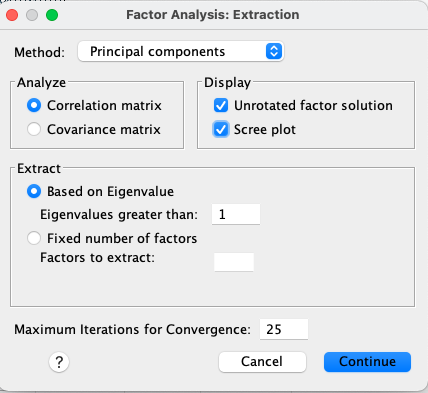 Factor Analysis: Extraction
Method: Principal components
Analyze
Correlation matrix
Covariance matrix
Display
Unrotated factor solution
Scree plot
Extract
Based on Eigenvalue
Eigenvalues greater than: 1
Fixed number of factors
Factors to extract:
Maximum Iterations for Convergence: 25
? Cancel Continue